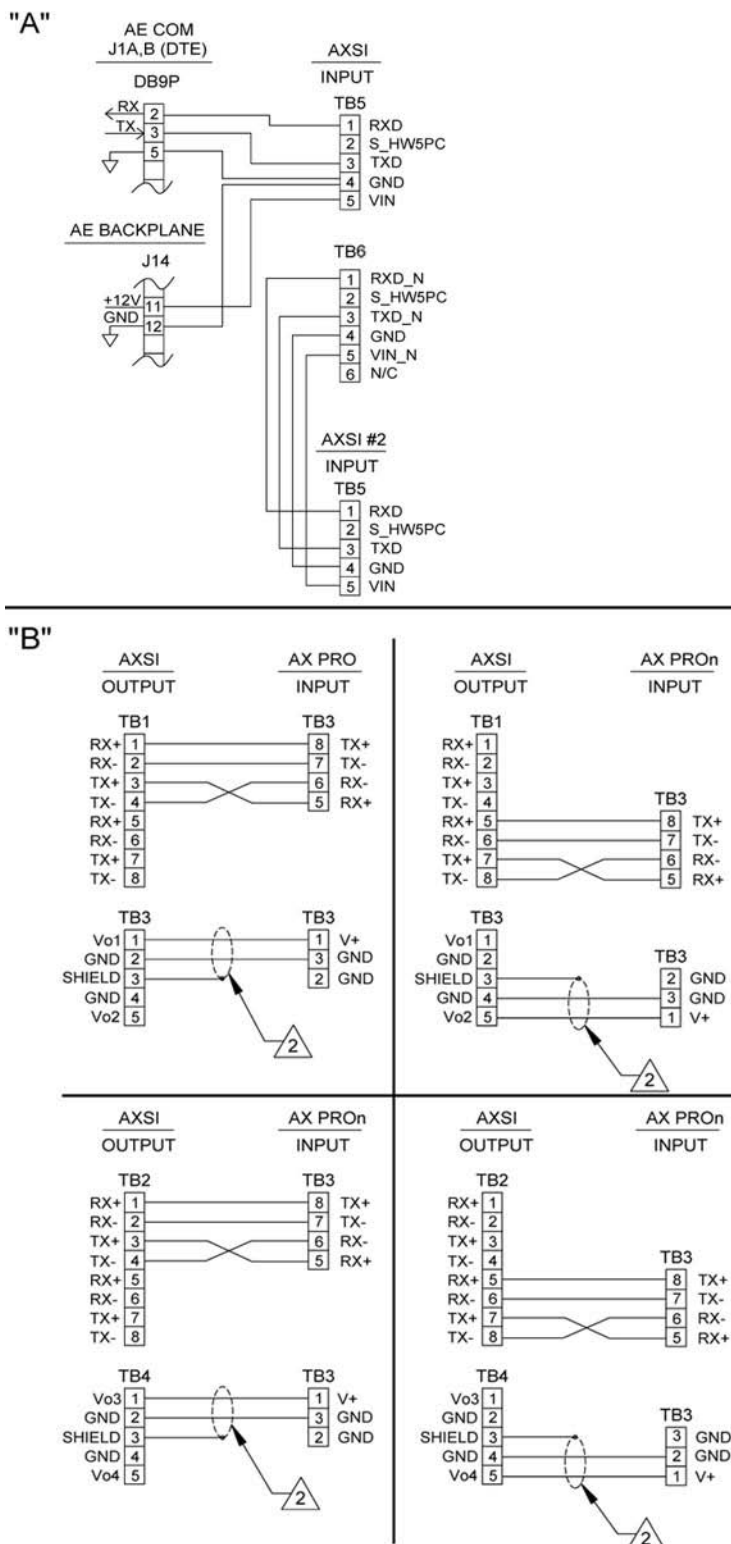 "A"
AE COM
J1A,B (DTE)
DB9P
RX 2
TX 3
5
AXSI
INPUT
TB5
1 RXD
2 S_HW5PC
3 TXD
4 GND
5 VIN
AE BACKPLANE
J14
+12V 11
GND 12
TB6
1 RXD_N
2 S_HW5PC
3 TXD_N
4 GND
5 VIN_N
6 N/C
AXSI #2
INPUT
TB5
1 RXD
2 S_HW5PC
3 TXD
4 GND
5 VIN
"B"
AXSI
OUTPUT
AX PRO
INPUT
TB1
RX+ 1
RX- 2
TX+ 3
TX- 4
RX+ 5
RX- 6
TX+ 7
TX- 8
TB3
8 TX+
7 TX-
6 RX-
5 RX+
TB3
Vo1 1
GND 2
SHIELD 3
GND 4
Vo2 5
TB3
1 V+
3 GND
2 GND
2
AXSI
OUTPUT
AX PROn
INPUT
TB1
RX+ 1
RX- 2
TX+ 3
TX- 4
RX+ 5
RX- 6
TX+ 7
TX- 8
TB3
8 TX+
7 TX-
6 RX-
5 RX+
TB3
Vo1 1
GND 2
SHIELD 3
GND 4
Vo2 5
TB3
2 GND
3 GND
1 V+
2
AXSI
OUTPUT
AX PROn
INPUT
TB2
RX+ 1
RX- 2
TX+ 3
TX- 4
RX+ 5
RX- 6
TX+ 7
TX- 8
TB3
8 TX+
7 TX-
6 RX-
5 RX+
TB4
Vo3 1
GND 2
SHIELD 3
GND 4
Vo4 5
TB3
1 V+
3 GND
2 GND
2
AXSI
OUTPUT
AX PROn
INPUT
TB2
RX+ 1
RX- 2
TX+ 3
TX- 4
RX+ 5
RX- 6
TX+ 7
TX- 8
TB3
8 TX+
7 TX-
6 RX-
5 RX+
TB4
Vo3 1
GND 2
SHIELD 3
GND 4
Vo4 5
TB3
3 GND
2 GND
1 V+
2